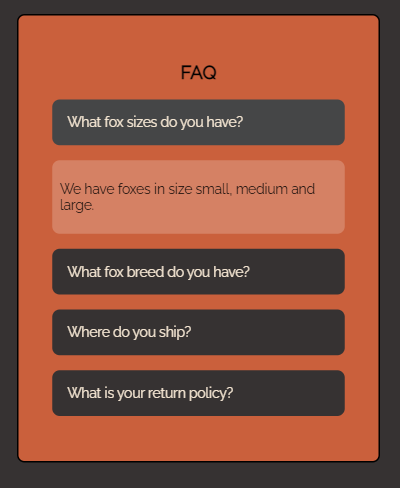 FAQ
What fox sizes do you have?
We have foxes in size small, medium and
large.
What fox breed do you have?
Where do you ship?
What is your return policy?